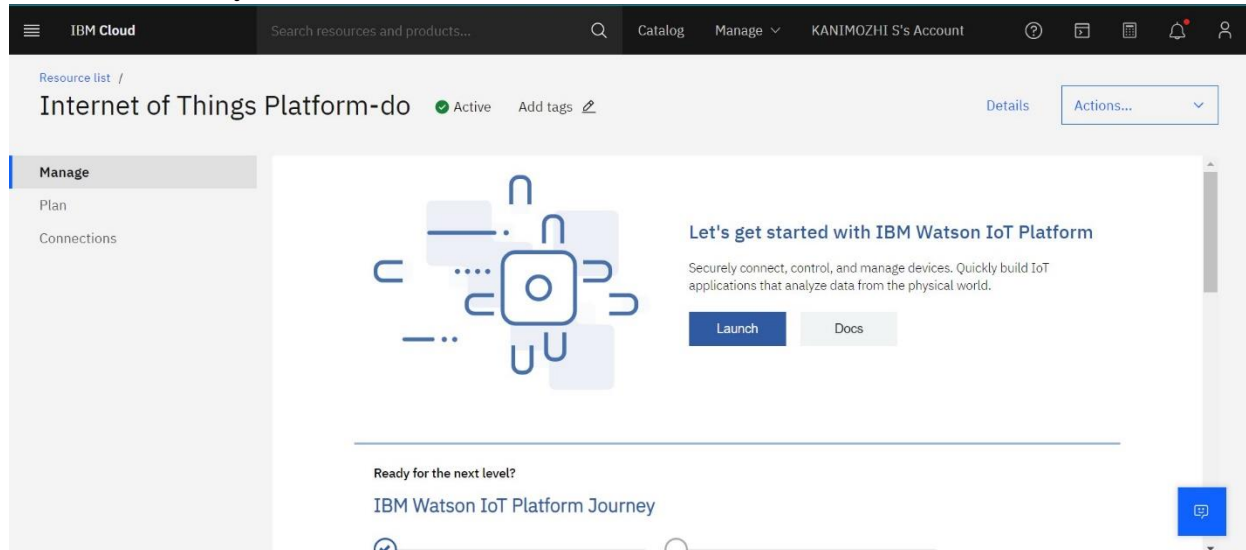 IBM Cloud
Search resources and products...
Catalog
Manage
KANIMOZHI S's Account
Resource list /
Internet of Things Platform-do
Active
Add tags
Details
Actions...
Manage
Plan
Connections
Let's get started with IBM Watson IoT Platform
Securely connect, control, and manage devices. Quickly build IoT
applications that analyze data from the physical world.
Launch
Docs
Ready for the next level?
IBM Watson IoT Platform Journey